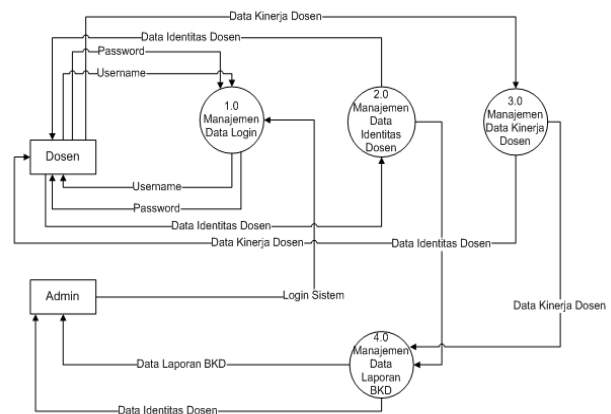 Data Kinerja Dosen
Data Identitas Dosen
Password
Username
1.0
Manajemen
Data Login
2.0
Manajemen
Data
Identitas
Dosen
3.0
Manajemen
Data Kinerja
Dosen
Dosen
Username
Password
Data Identitas Dosen
Data Kinerja Dosen
Data Identitas Dosen
Admin
Login Sistem
Data Kinerja Dosen
4.0
Manajemen
Data
Laporan
BKD
Data Laporan BKD
Data Identitas Dosen